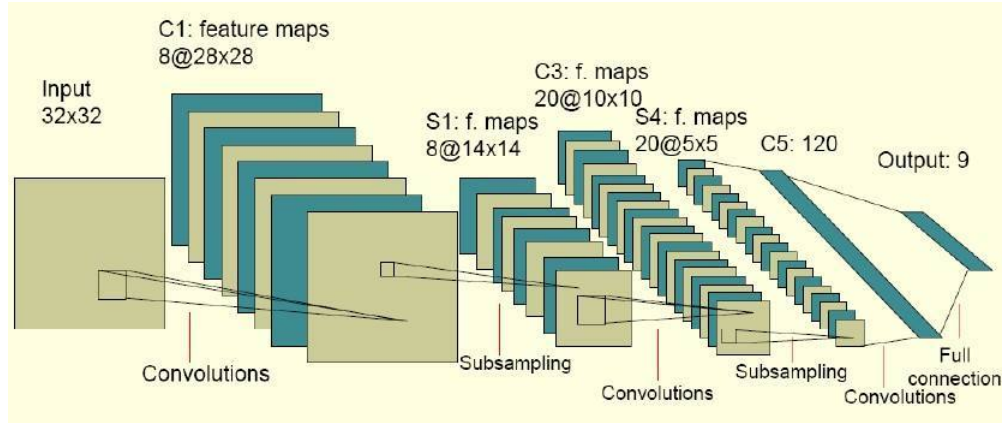 Input
32x32
C1: feature maps
8@28x28
S1: f. maps
8@14x14
C3: f. maps
20@10x10
S4: f. maps
20@5x5
C5: 120
Output: 9
Convolutions
Subsampling
Convolutions
Subsampling
Convolutions
Full
connection